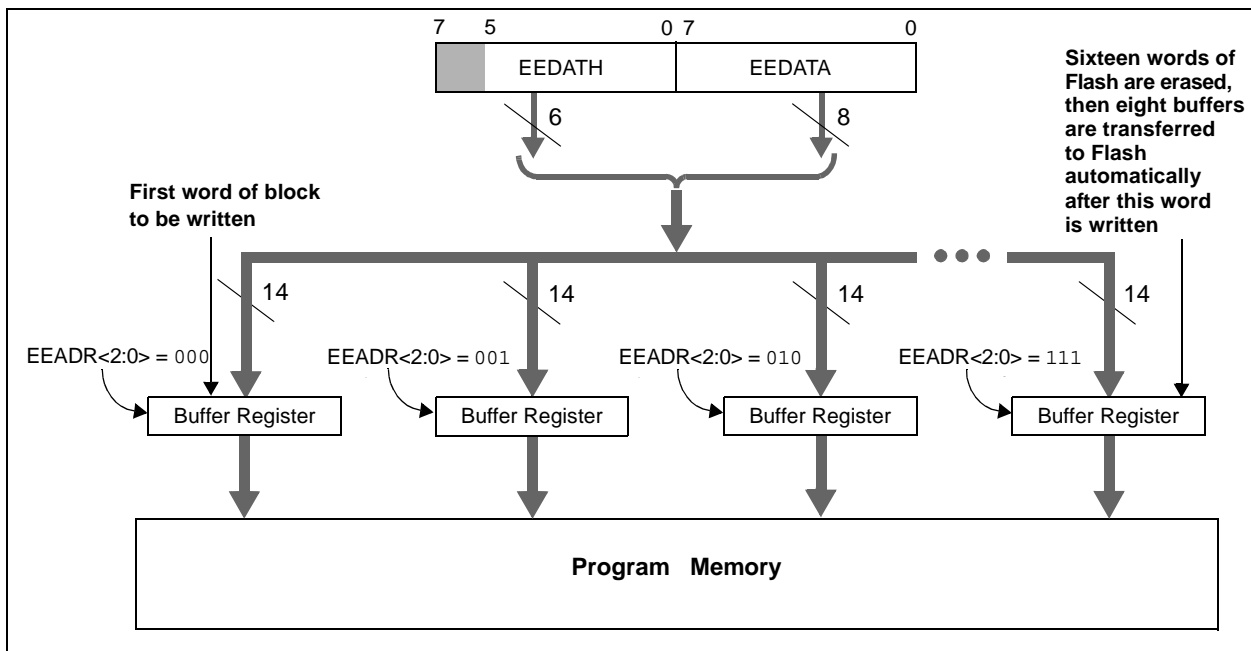 7 5 0 7 0
EEDATH EEDATA
6 8
Sixteen words of
Flash are erased,
then eight buffers
are transferred
to Flash
automatically
after this word
is written
First word of block
to be written
14 14 14 14
EEADR<2:0> = 000 EEADR<2:0> = 001 EEADR<2:0> = 010 EEADR<2:0> = 111
Buffer Register Buffer Register Buffer Register Buffer Register
Program Memory